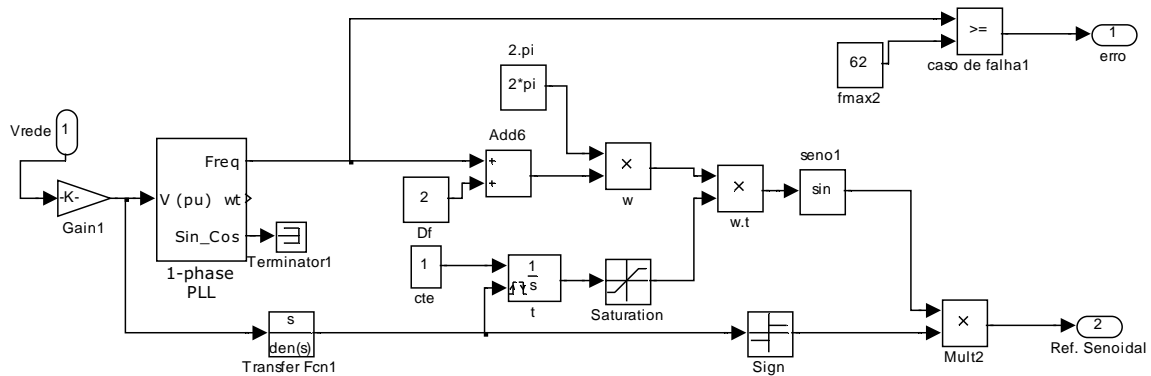 >=
1
caso de falha1
erro
62
fmax2
2.pi
2*pi
Vrede
1
Add6
Freq
+
+
×
w
seno1
×
w.t
sin
-K-
Gain1
V (pu)
wt
2
Df
Sin_Cos
Terminator1
1-phase
PLL
1
cte
1
s
t
Saturation
s
den(s)
Transfer Fcn1
Sign
×
Mult2
2
Ref. Senoidal